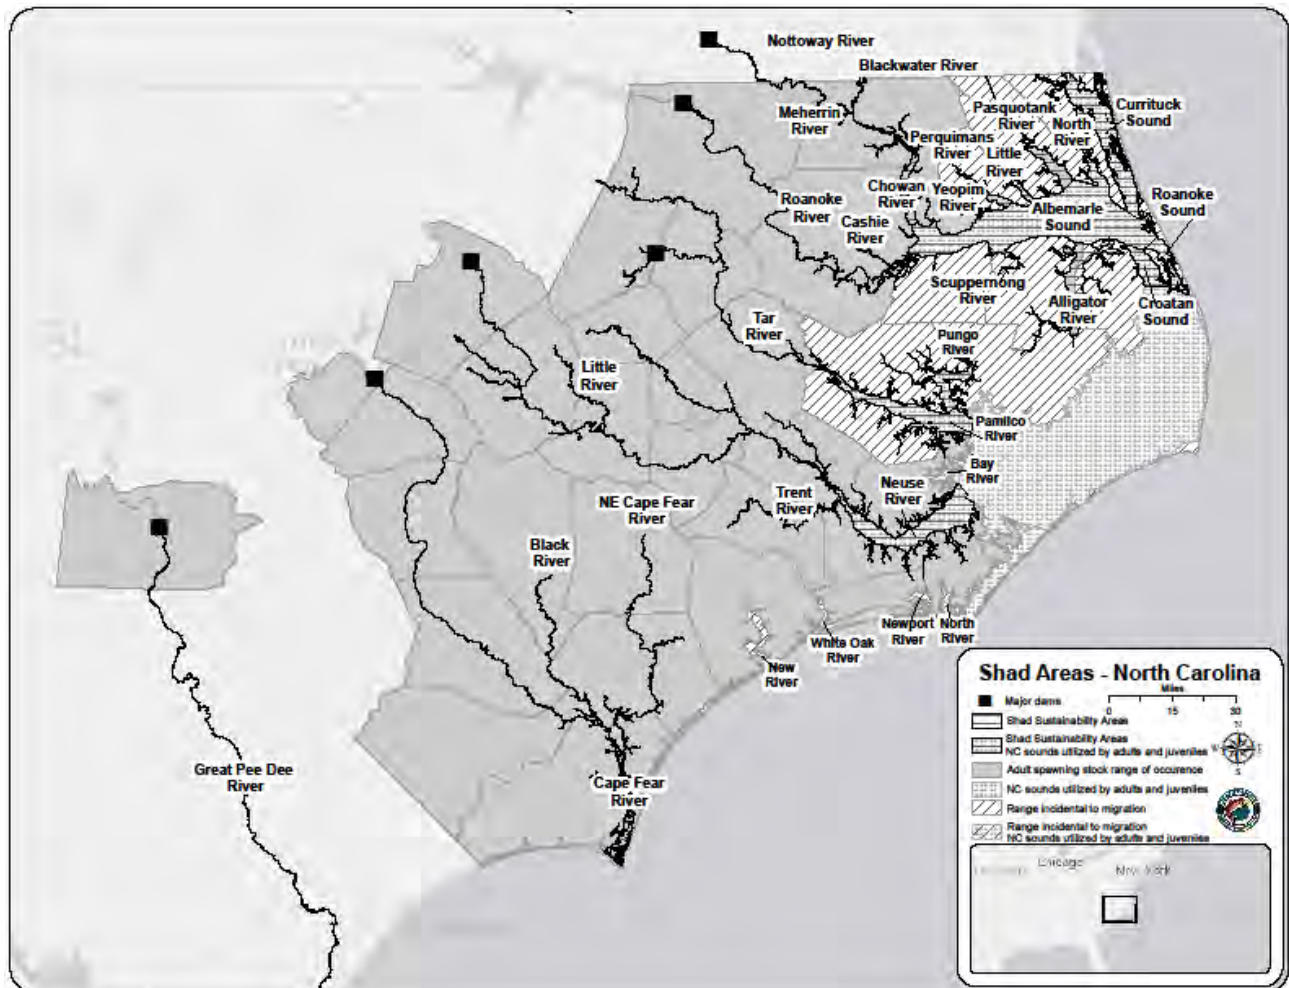 Nottoway River
Blackwater River
Meherrin
River
Pasquotank
River
North
River
Currituck
Sound
Perquimans
River
Little
River
Chowan
River
Yeopim
River
Roanoke
River
Cashie
River
Albemarle
Sound
Roanoke
Sound
Scuppernong
River
Alligator
River
Croatan
Sound
Tar
River
Pungo
River
Little
River
Pamlico
River
Bay
River
Neuse
River
Trent
River
NE Cape Fear
River
Black
River
Newport
River
North
River
White Oak
River
New
River
Great Pee Dee
River
Cape Fear
River
Shad Areas - North Carolina
Miles
0 15 30
Major dams
Shad Sustainability Areas
Shad Sustainability Areas
NC sounds utilized by adults and juveniles
Adult spawning stock range of occurence
NC sounds utilized by adults and juveniles
Range incidental to migration
Range incidental to migration
NC sounds utilized by adults and juveniles
N
W E
S
Chicago
New York